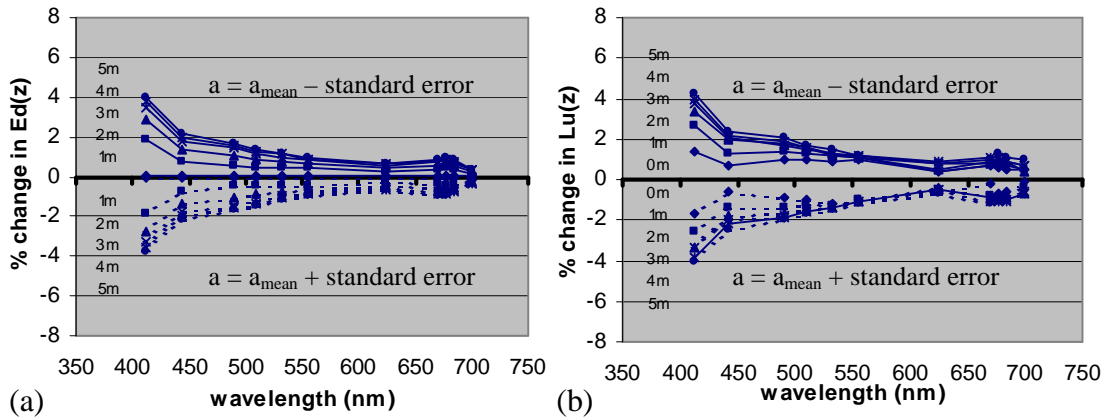 8
6
4
2
0
-2
-4
-6
-8
% change in Ed(z)
5m
4m
3m
2m
1m
1m
2m
3m
4m
5m
a = a_mean – standard error
a = a_mean + standard error
350 400 450 500 550 600 650 700 750
wavelength (nm)
(a)
8
6
4
2
0
-2
-4
-6
-8
% change in Lu(z)
5m
4m
3m
2m
1m
0m
0m
1m
2m
3m
4m
5m
a = a_mean – standard error
a = a_mean + standard error
350 400 450 500 550 600 650 700 750
wavelength (nm)
(b)